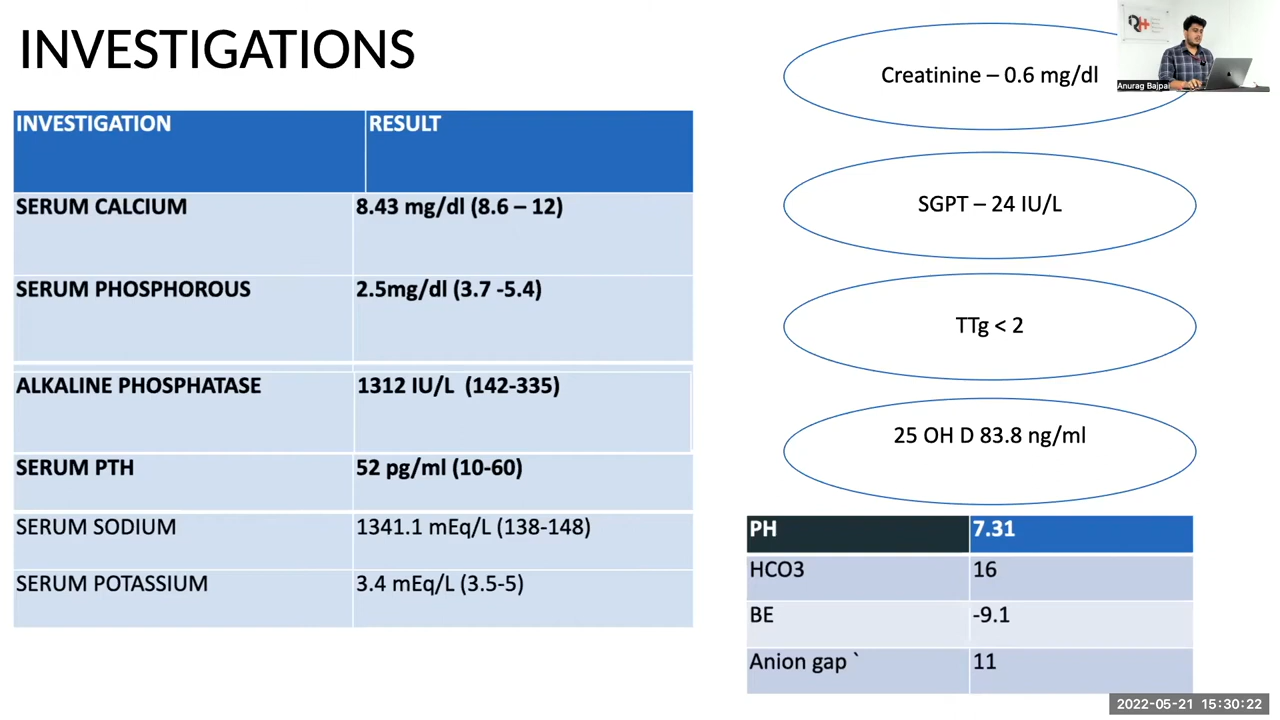 INVESTIGATIONS
INVESTIGATION RESULT
SERUM CALCIUM 8.43 mg/dl (8.6 – 12)
SERUM PHOSPHOROUS 2.5mg/dl (3.7 -5.4)
ALKALINE PHOSPHATASE 1312 IU/L (142-335)
SERUM PTH 52 pg/ml (10-60)
SERUM SODIUM 1341.1 mEq/L (138-148)
SERUM POTASSIUM 3.4 mEq/L (3.5-5)
Creatinine – 0.6 mg/dl
SGPT – 24 IU/L
TTg < 2
25 OH D 83.8 ng/ml
PH 7.31
HCO3 16
BE -9.1
Anion gap ` 11
Anurag Bajpai
2022-05-21 15:30:22